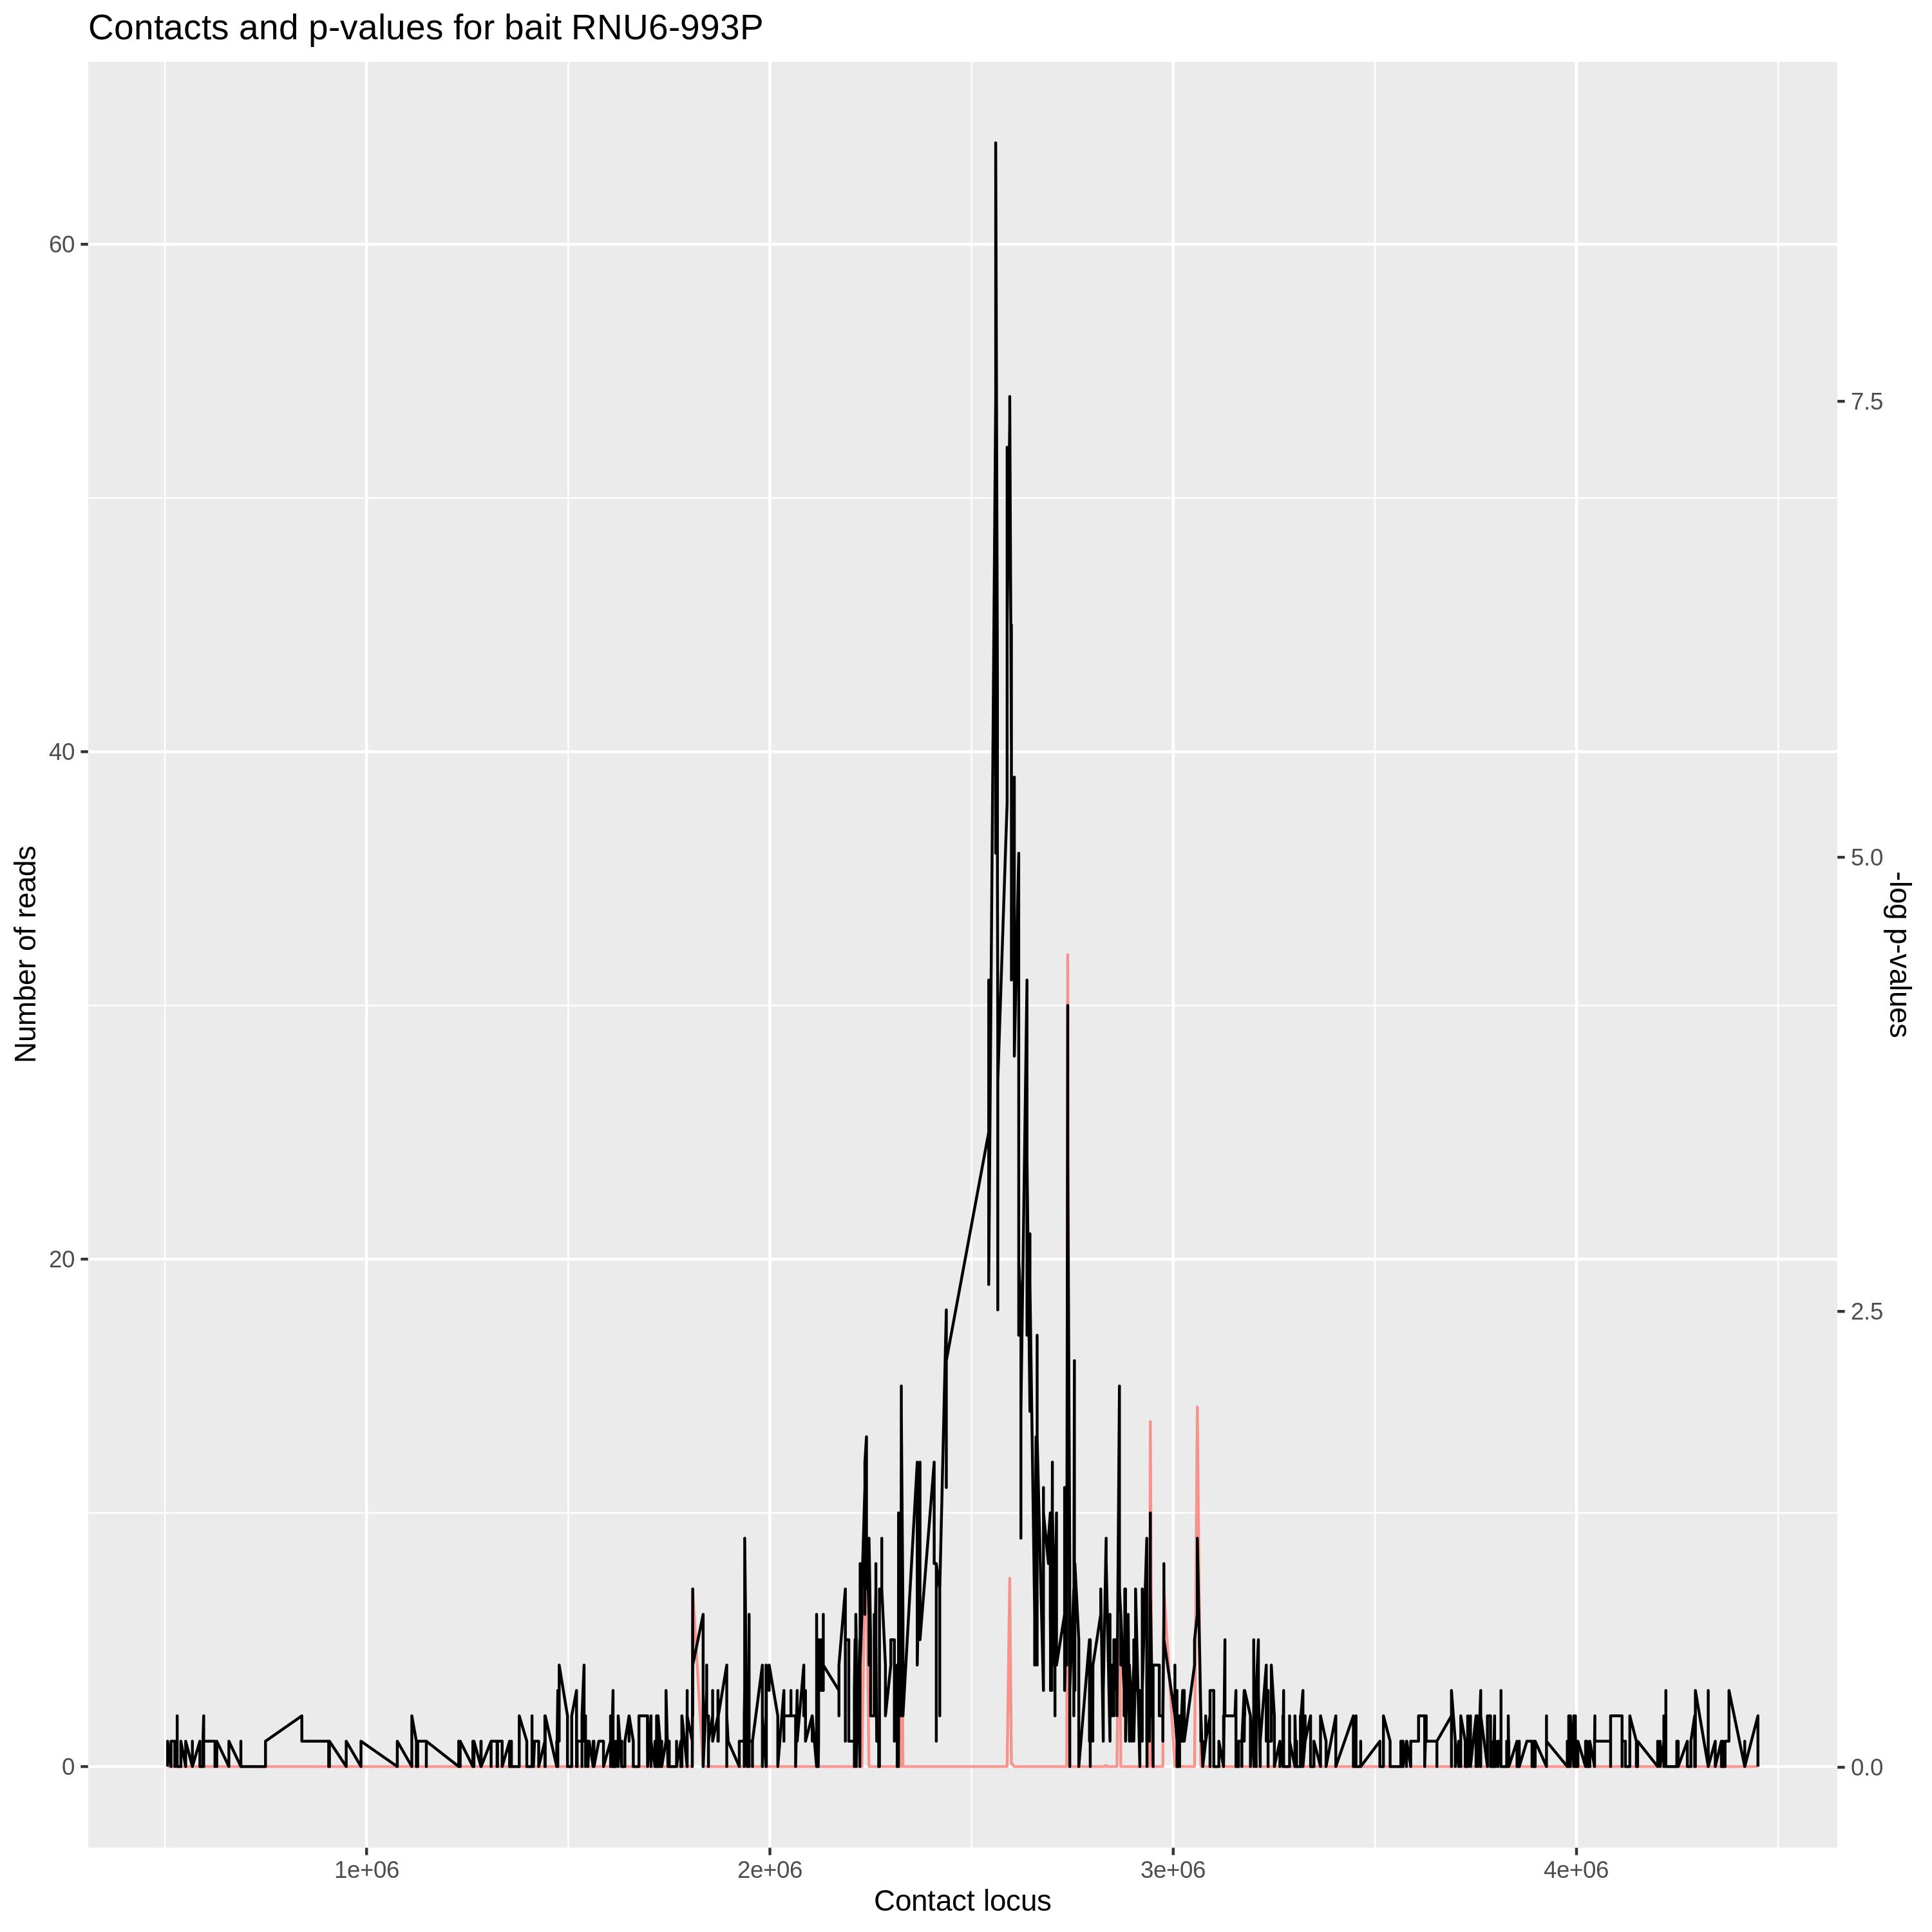 Contacts and p-values for bait RNU6-993P
60
40
20
0
Number of reads
7.5
5.0
2.5
0.0
-log p-values
1e+06
2e+06
3e+06
4e+06
Contact locus